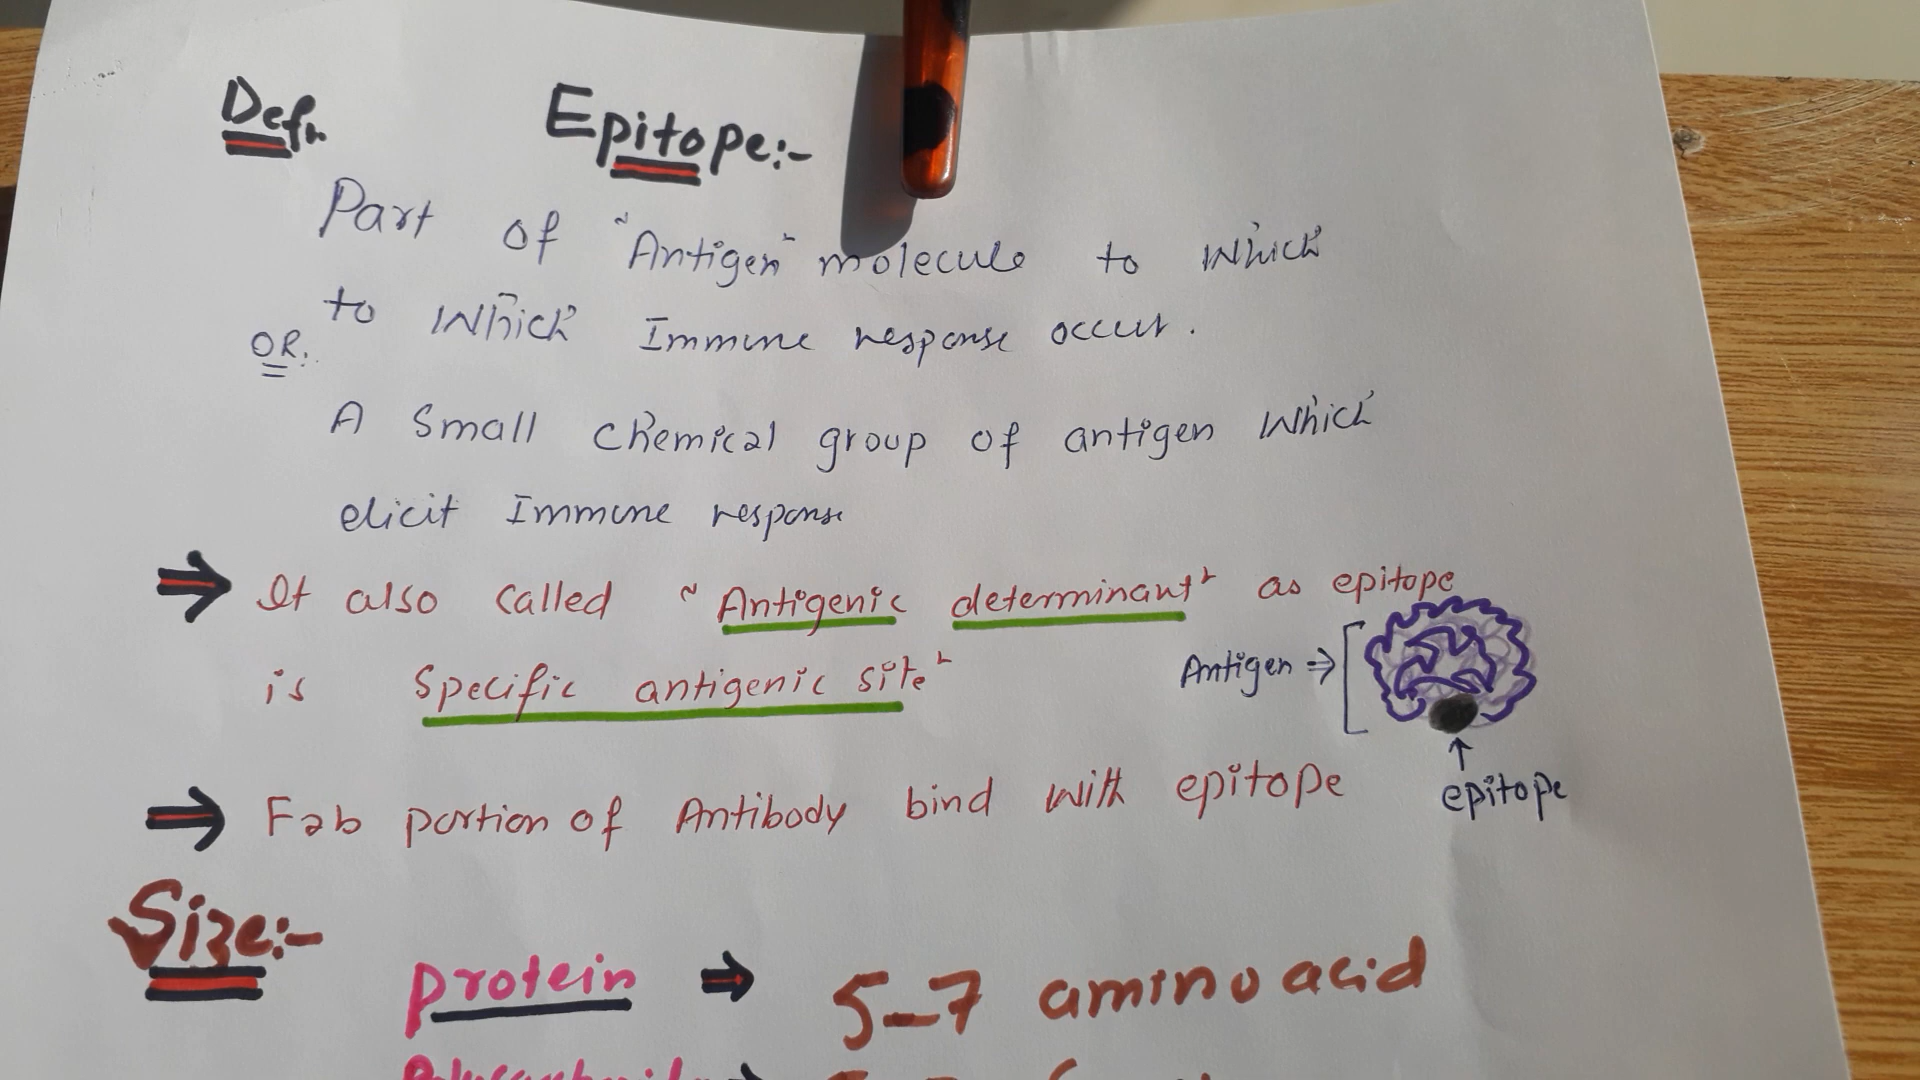 Defn Epitope:-
Part of "Antigen" molecule to which
to which Immune response occur.
OR.
A Small chemical group of antigen which
elicit Immune response
⇒ It also called "Antigenic determinant" as epitope
is specific antigenic site"
Antigen ⇒
epitope
⇒ Fab portion of Antibody bind with epitope
Size:-
protein ⇒ 5-7 amino acid